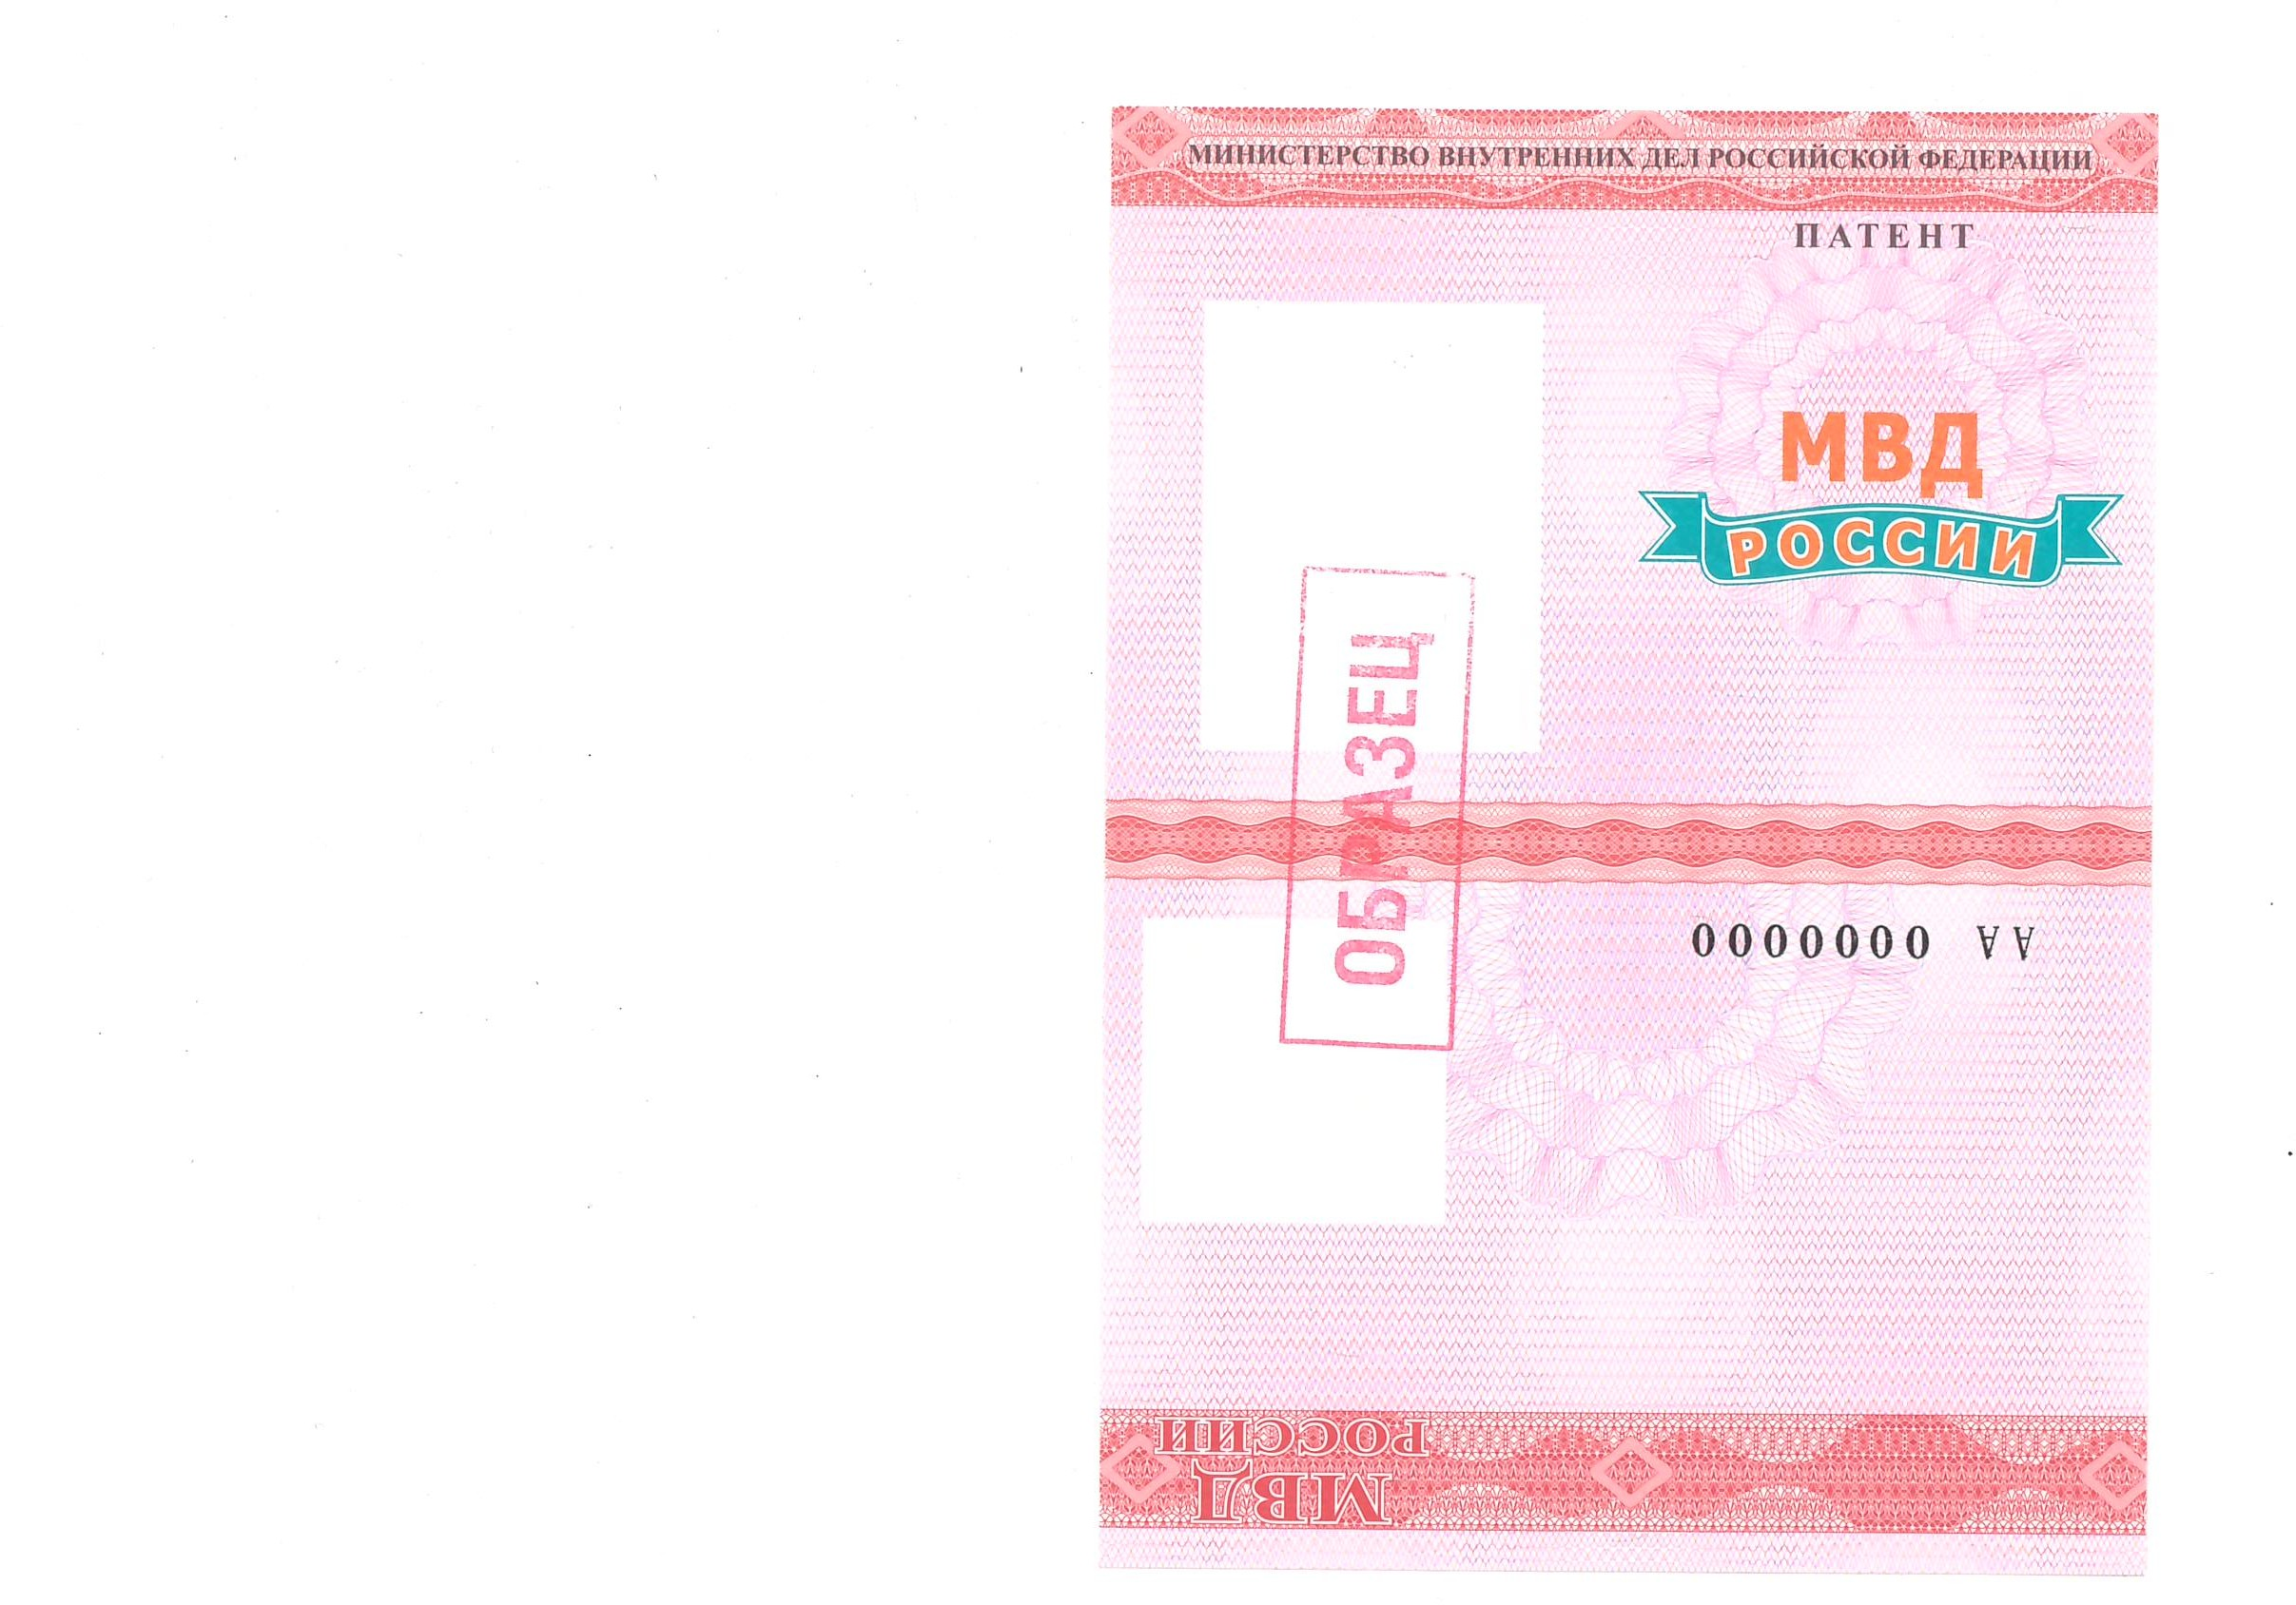 МИНИСТЕРСТВО ВНУТРЕННИХ ДЕЛ РОССИЙСКОЙ ФЕДЕРАЦИИ
ПАТЕНТ
МВД
РОССИИ
ОБРАЗЕЦ
АА 0000000
МВД
РОССИИ